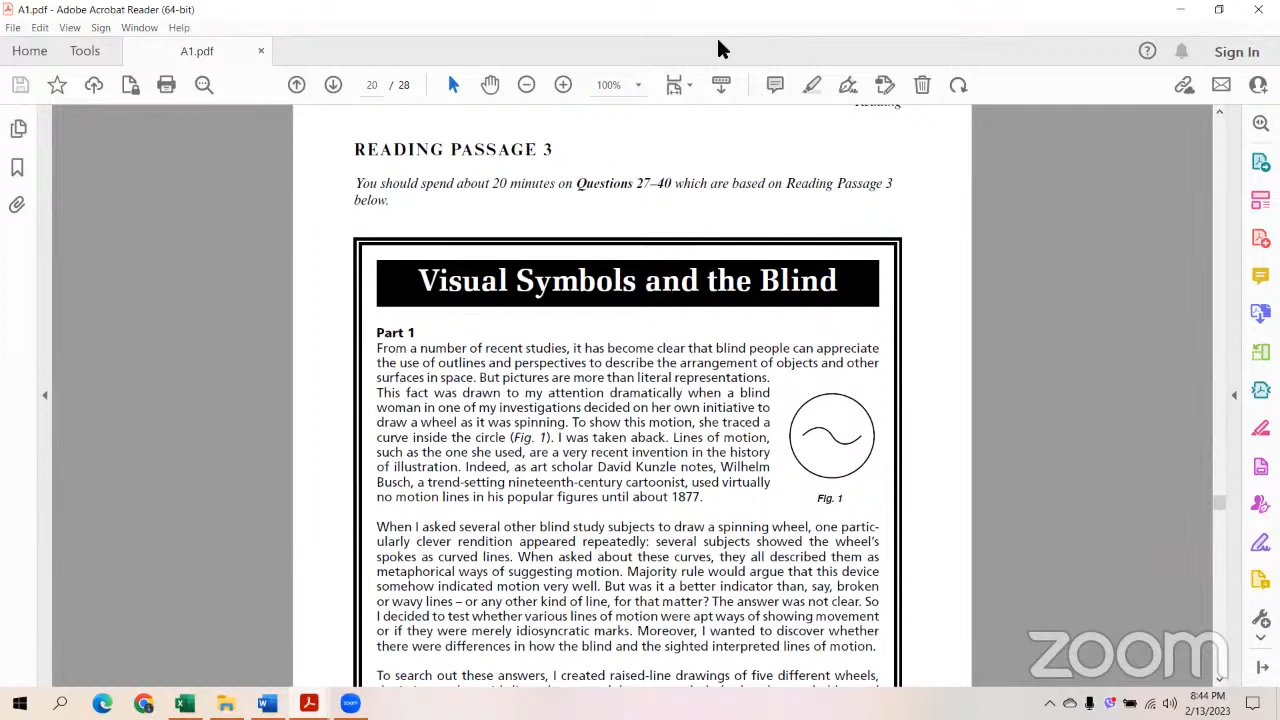 A1.pdf - Adobe Acrobat Reader (64-bit)
File Edit View Sign Window Help
Home Tools A1.pdf × Sign In
20 / 28 100%
Reading
READING PASSAGE 3
You should spend about 20 minutes on Questions 27–40 which are based on Reading Passage 3
below.
Visual Symbols and the Blind
Part 1
From a number of recent studies, it has become clear that blind people can appreciate
the use of outlines and perspectives to describe the arrangement of objects and other
surfaces in space. But pictures are more than literal representations.
This fact was drawn to my attention dramatically when a blind
woman in one of my investigations decided on her own initiative to
draw a wheel as it was spinning. To show this motion, she traced a
curve inside the circle (Fig. 1). I was taken aback. Lines of motion,
such as the one she used, are a very recent invention in the history
of illustration. Indeed, as art scholar David Kunzle notes, Wilhelm
Busch, a trend-setting nineteenth-century cartoonist, used virtually
no motion lines in his popular figures until about 1877.
Fig. 1
When I asked several other blind study subjects to draw a spinning wheel, one partic-
ularly clever rendition appeared repeatedly: several subjects showed the wheel's
spokes as curved lines. When asked about these curves, they all described them as
metaphorical ways of suggesting motion. Majority rule would argue that this device
somehow indicated motion very well. But was it a better indicator than, say, broken
or wavy lines – or any other kind of line, for that matter? The answer was not clear. So
I decided to test whether various lines of motion were apt ways of showing movement
or if they were merely idiosyncratic marks. Moreover, I wanted to discover whether
there were differences in how the blind and the sighted interpreted lines of motion.
To search out these answers, I created raised-line drawings of five different wheels,
zoom
8:44 PM
2/13/2023